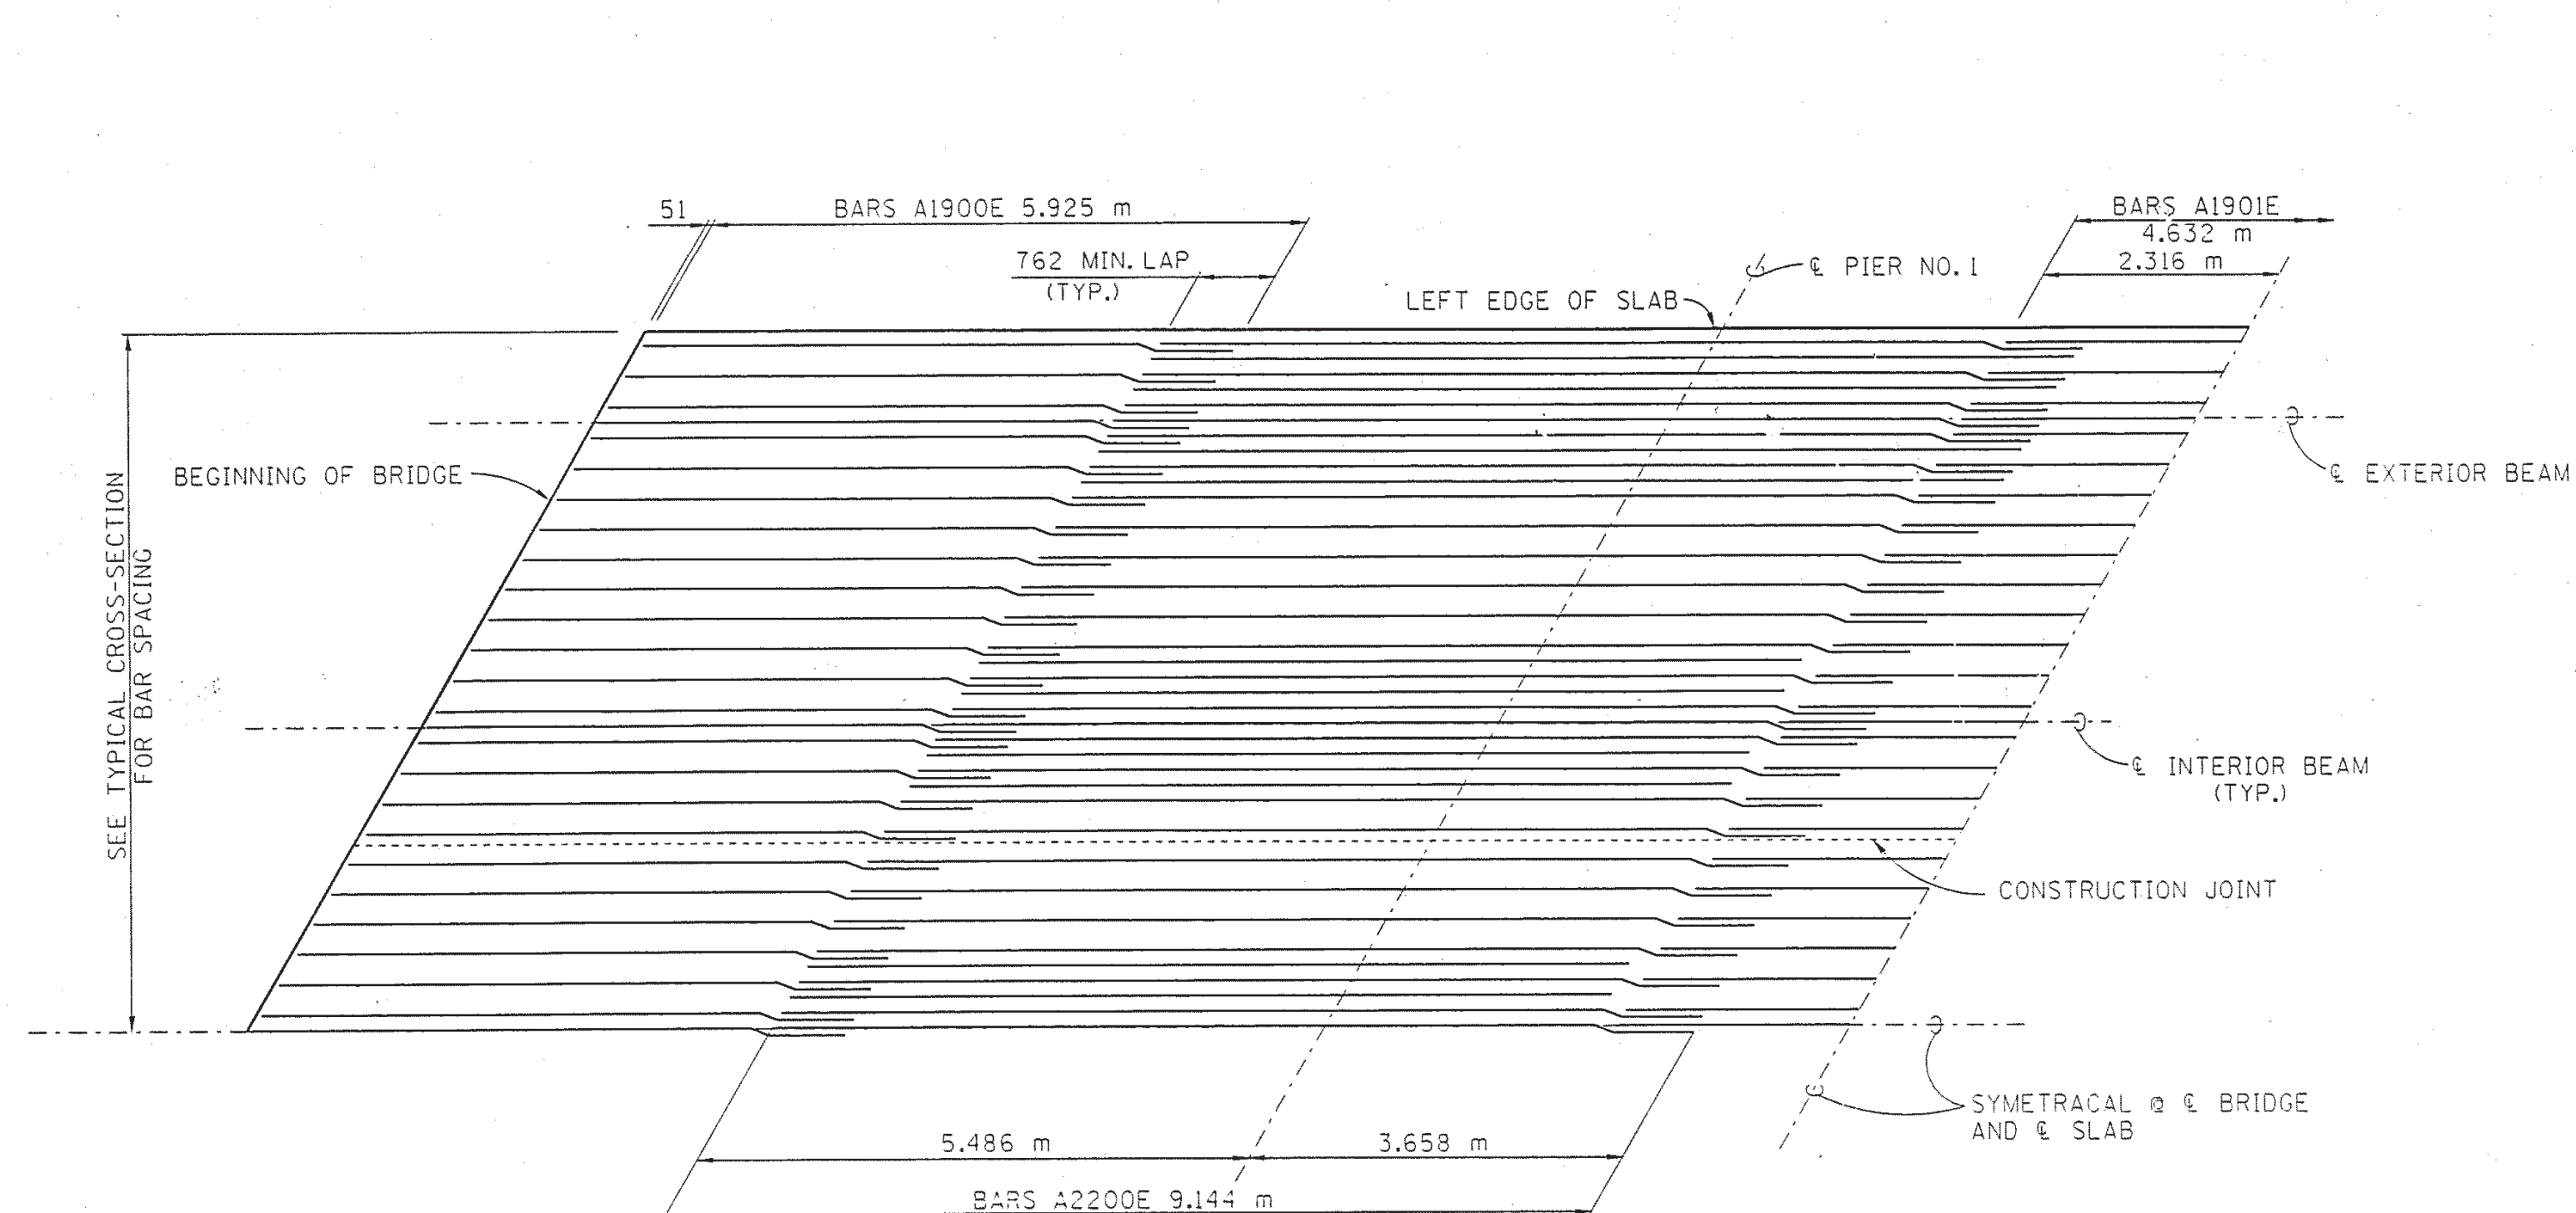 51
BARS A1900E 5.925 m
BARS A1901E
4.632 m
2.316 m
762 MIN. LAP
(TYP.)
℄ PIER NO. 1
LEFT EDGE OF SLAB
BEGINNING OF BRIDGE
℄ EXTERIOR BEAM
SEE TYPICAL CROSS-SECTION
FOR BAR SPACING
℄ INTERIOR BEAM
(TYP.)
CONSTRUCTION JOINT
SYMETRACAL @ ℄ BRIDGE
AND ℄ SLAB
5.486 m
3.658 m
BARS A2200E 9.144 m